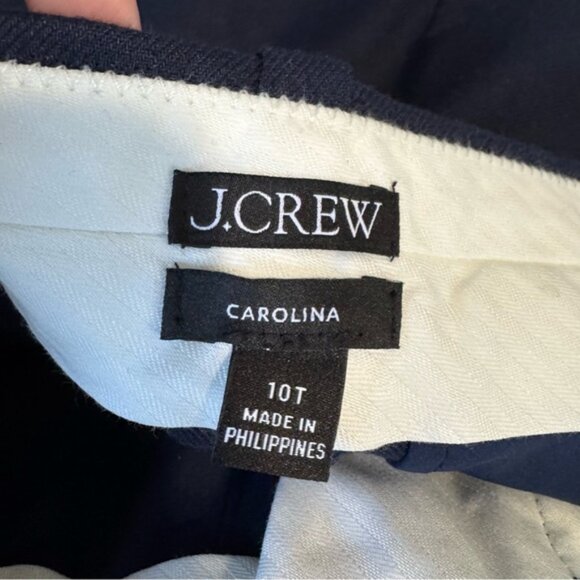 J.CREW
CAROLINA
10T
MADE IN
PHILIPPINES